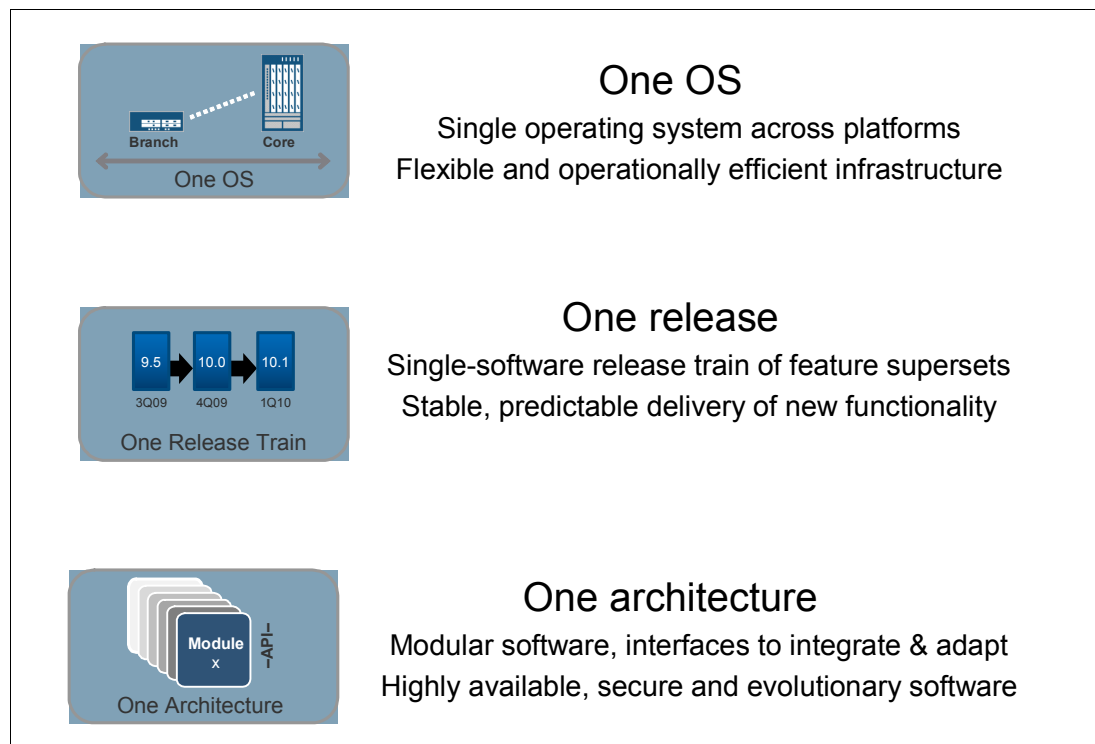 Branch
Core
One OS
One OS
Single operating system across platforms
Flexible and operationally efficient infrastructure
9.5
10.0
10.1
3Q09
4Q09
1Q10
One Release Train
One release
Single-software release train of feature supersets
Stable, predictable delivery of new functionality
Module
x
–API–
One Architecture
One architecture
Modular software, interfaces to integrate & adapt
Highly available, secure and evolutionary software